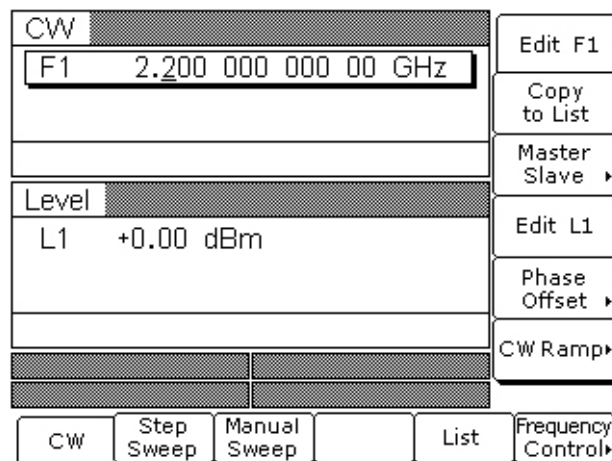 CW
F1 2.200 000 000 00 GHz
Level
L1 +0.00 dBm
Edit F1
Copy
to List
Master
Slave
Edit L1
Phase
Offset
CW Ramp
CW
Step
Sweep
Manual
Sweep
List
Frequency
Control